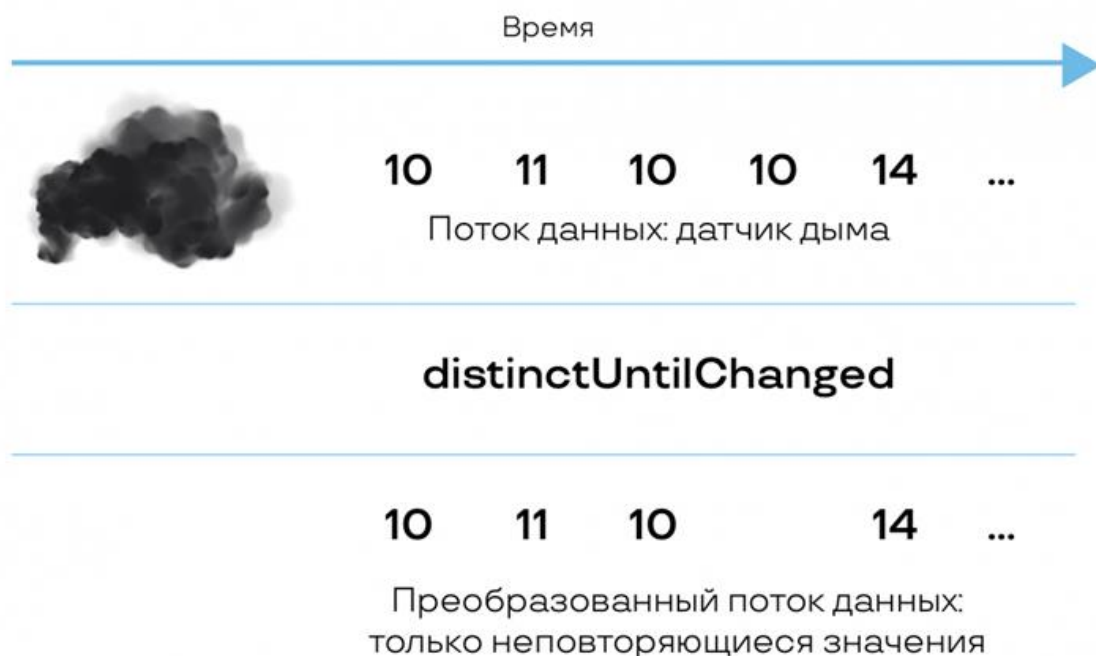 Время
10 11 10 10 14 ...
Поток данных: датчик дыма
distinctUntilChanged
10 11 10 14 ...
Преобразованный поток данных:
только неповторяющиеся значения